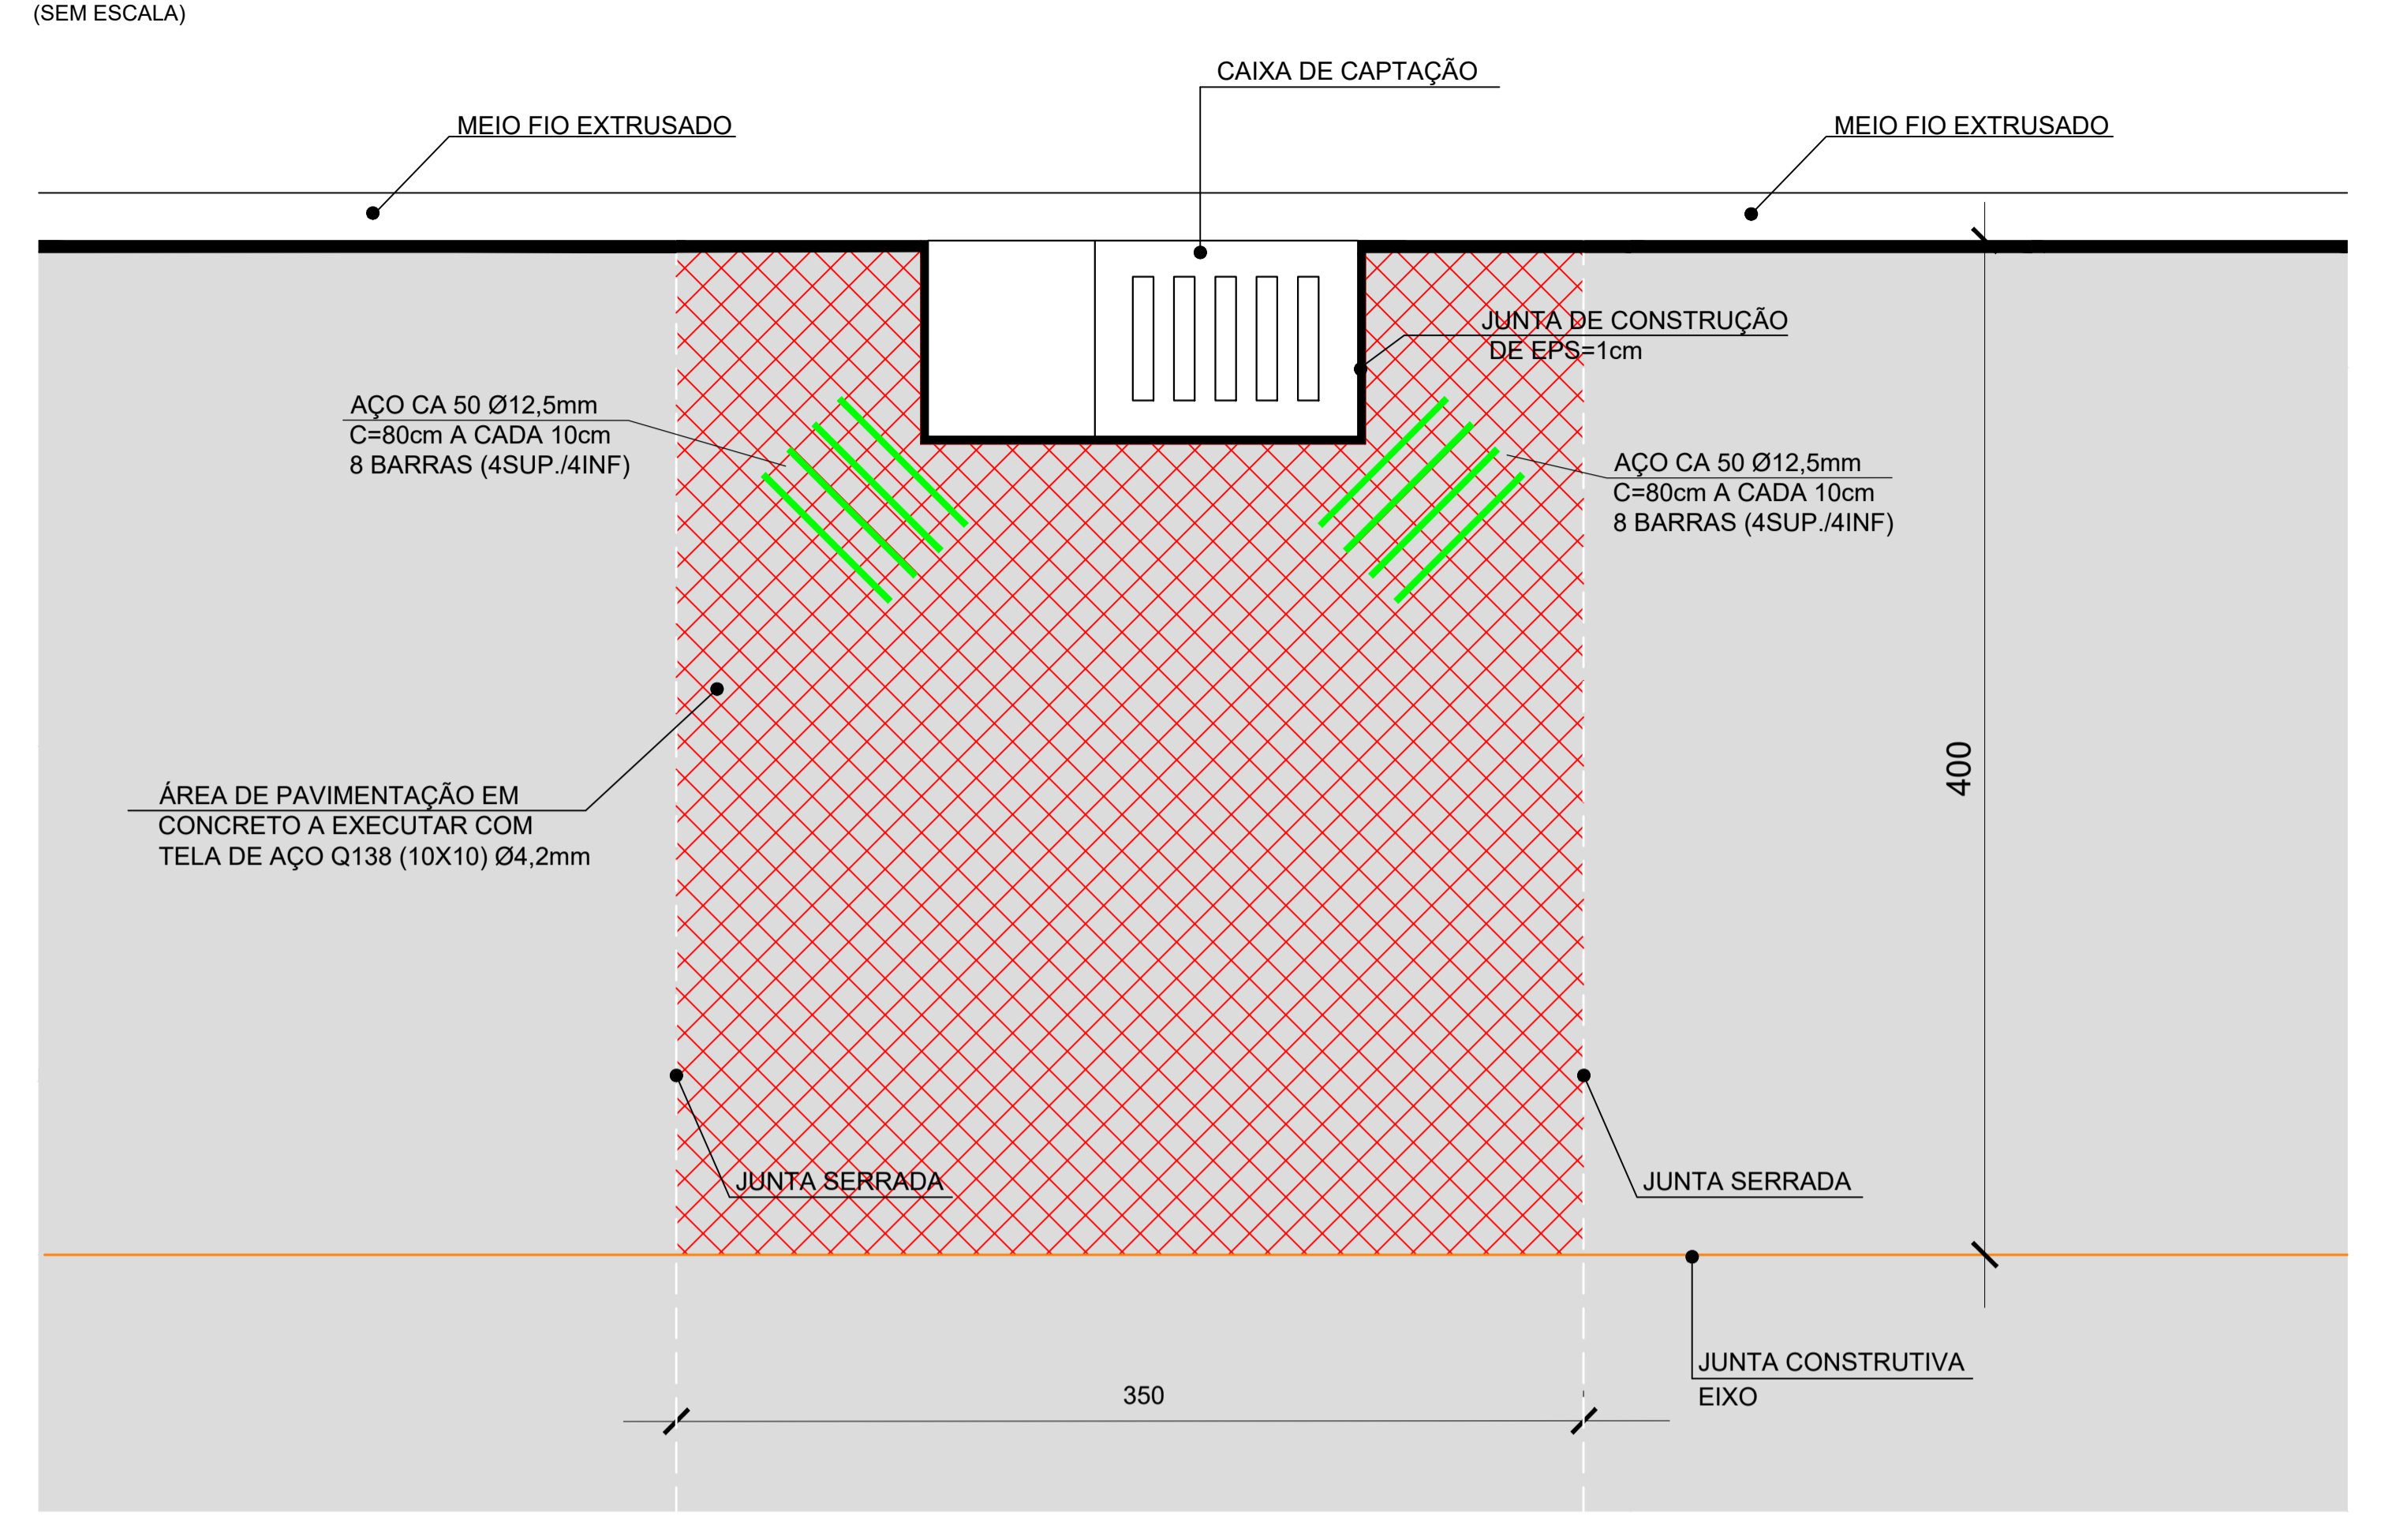 (SEM ESCALA)
CAIXA DE CAPTAÇÃO
MEIO FIO EXTRUSADO
MEIO FIO EXTRUSADO
JUNTA DE CONSTRUÇÃO
DE EPS=1cm
AÇO CA 50 Ø12,5mm
C=80cm A CADA 10cm
8 BARRAS (4SUP./4INF)
AÇO CA 50 Ø12,5mm
C=80cm A CADA 10cm
8 BARRAS (4SUP./4INF)
400
ÁREA DE PAVIMENTAÇÃO EM
CONCRETO A EXECUTAR COM
TELA DE AÇO Q138 (10X10) Ø4,2mm
JUNTA SERRADA
JUNTA SERRADA
JUNTA CONSTRUTIVA
EIXO
350